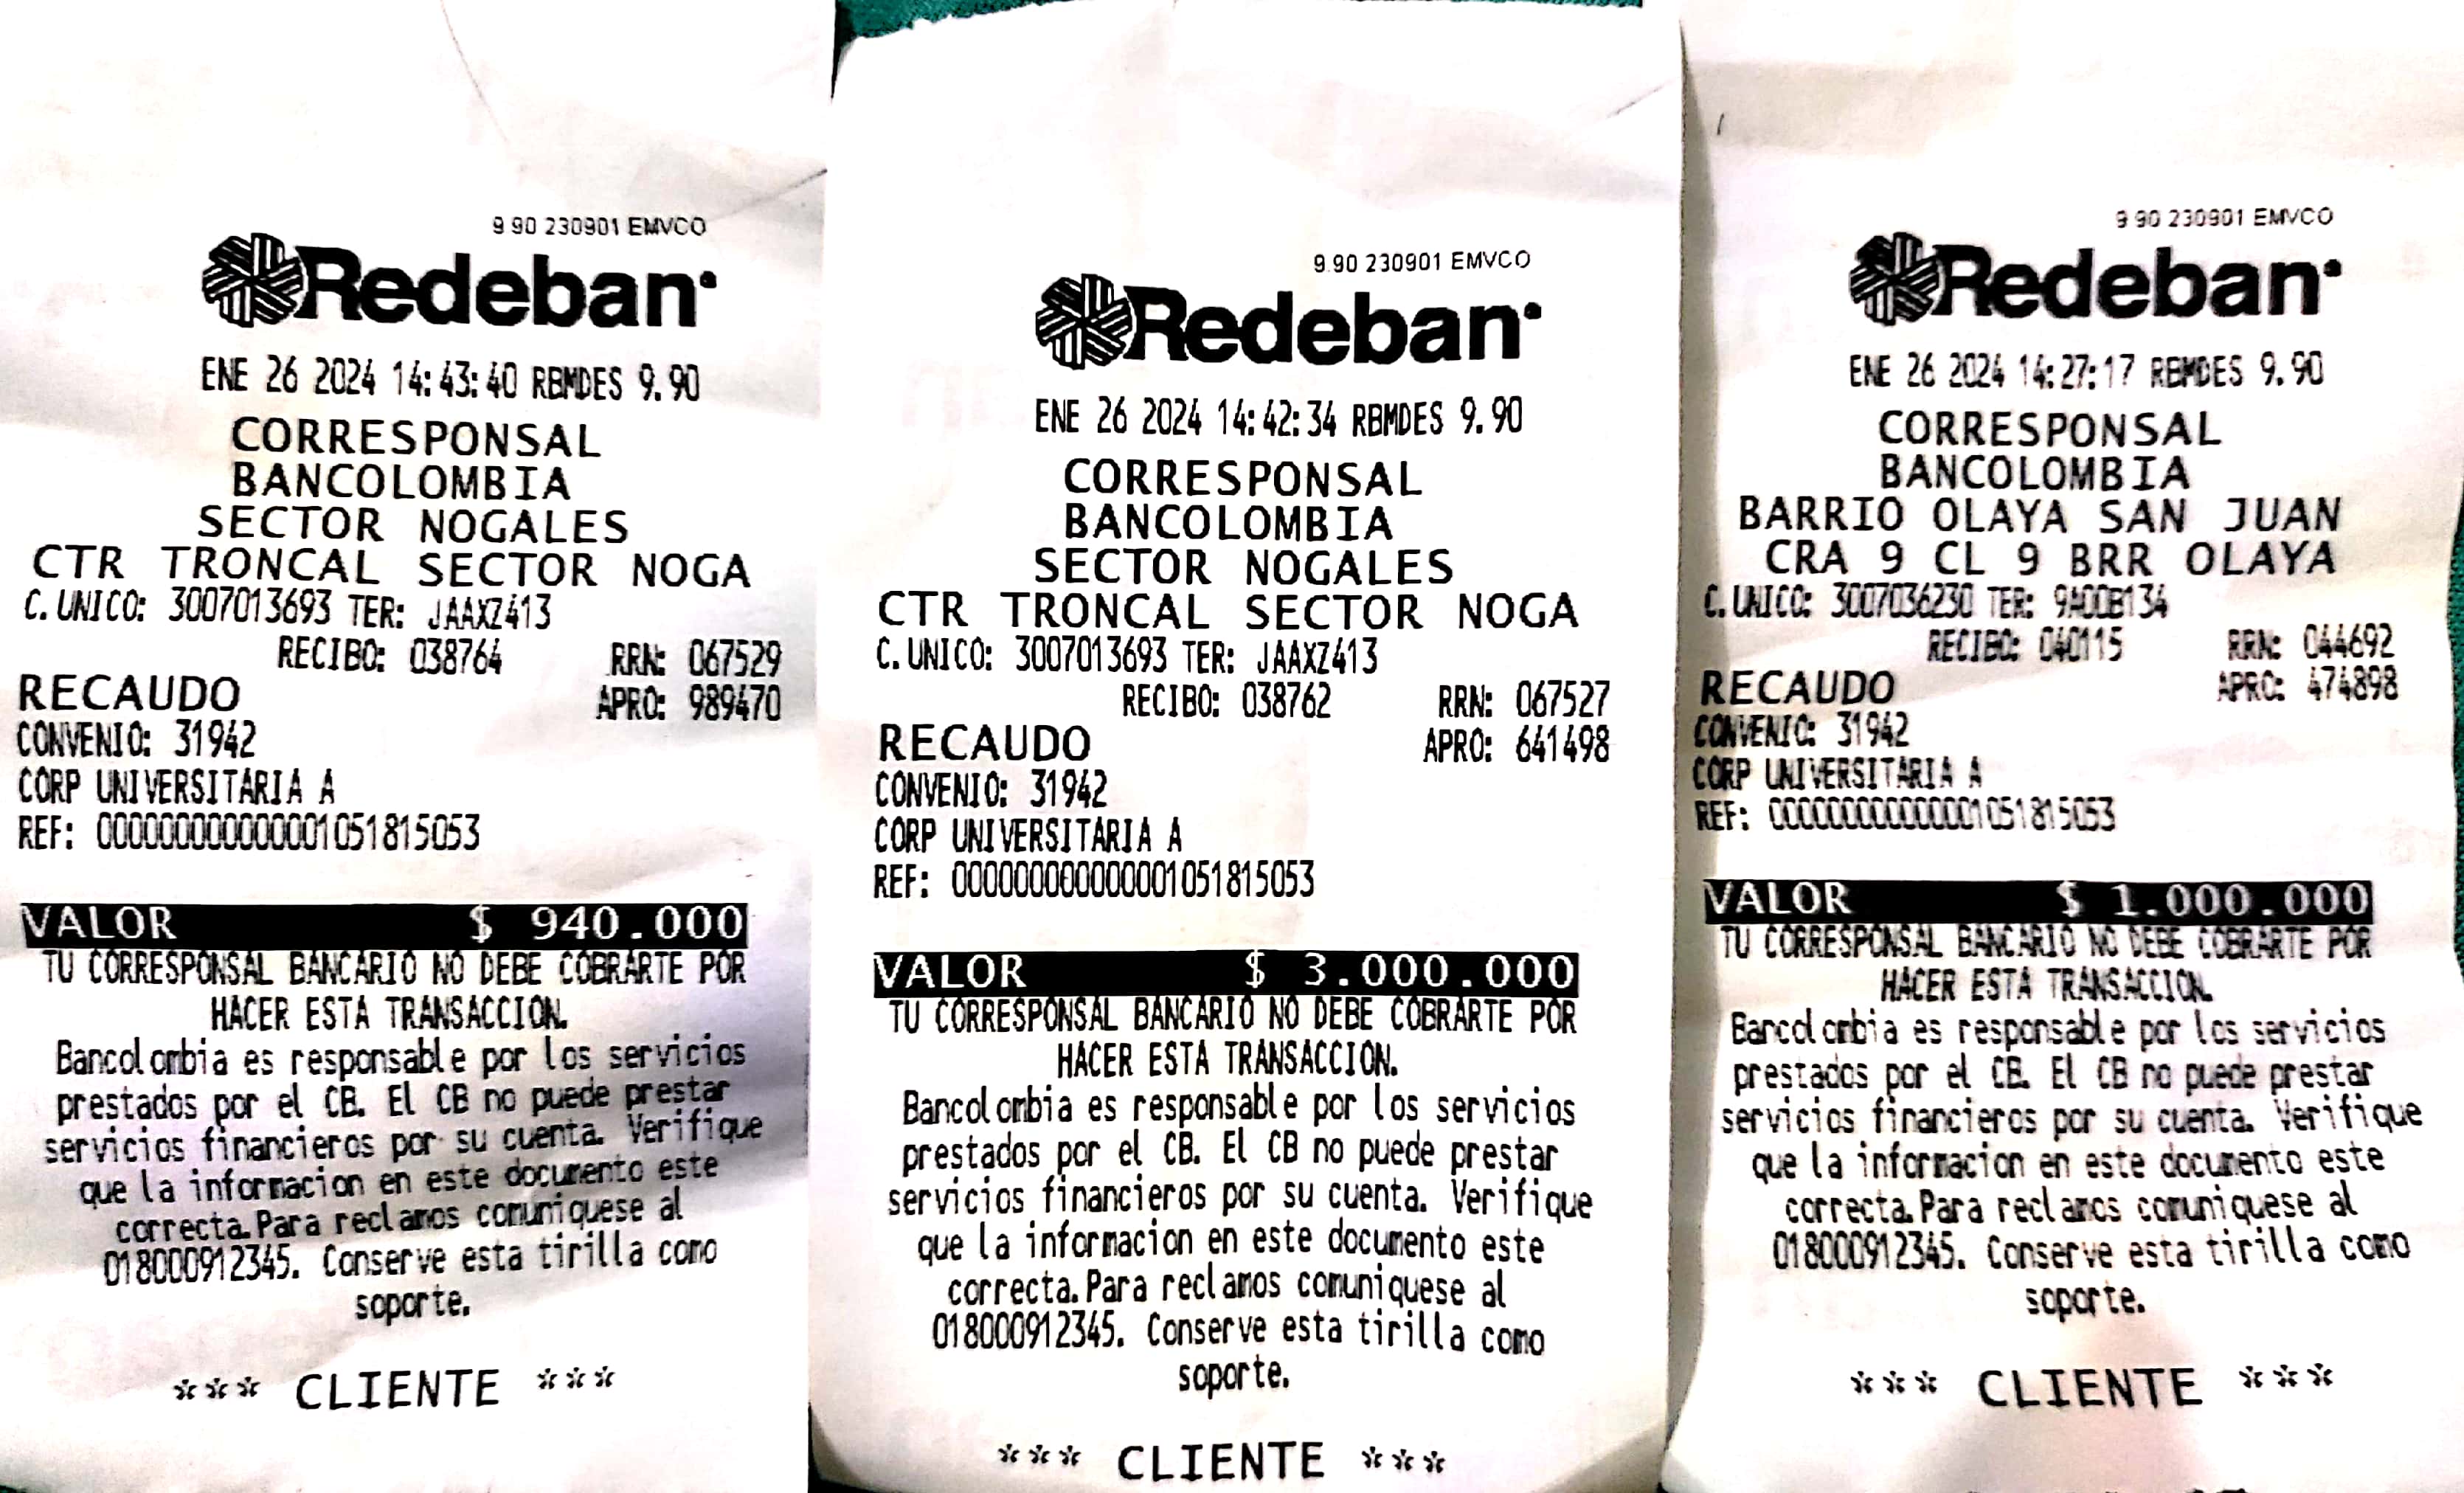 9 90 230901 EMVCO
Redeban
ENE 26 2024 14:43:40 RBMDES 9.90
CORRESPONSAL
BANCOLOMBIA
SECTOR NOGALES
CTR TRONCAL SECTOR NOGA
C.UNICO: 3007013693 TER: JAAXZ413
RECIBO: 038764 RRN: 067529
RECAUDO APRO: 989470
CONVENIO: 31942
CORP UNIVERSITARIA A
REF: 00000000000001051815053
VALOR $ 940.000
TU CORRESPONSAL BANCARIO NO DEBE COBRARTE POR
HACER ESTA TRANSACCION.
Bancolombia es responsable por los servicios
prestados por el CB. El CB no puede prestar
servicios financieros por su cuenta. Verifique
que la informacion en este documento este
correcta.Para reclamos comuniquese al
018000912345. Conserve esta tirilla como
soporte.
*** CLIENTE ***
9.90 230901 EMVCO
Redeban
ENE 26 2024 14:42:34 RBMDES 9.90
CORRESPONSAL
BANCOLOMBIA
SECTOR NOGALES
CTR TRONCAL SECTOR NOGA
C.UNICO: 3007013693 TER: JAAXZ413
RECIBO: 038762 RRN: 067527
RECAUDO APRO: 641498
CONVENIO: 31942
CORP UNIVERSITARIA A
REF: 00000000000001051815053
VALOR $ 3.000.000
TU CORRESPONSAL BANCARIO NO DEBE COBRARTE POR
HACER ESTA TRANSACCION.
Bancolombia es responsable por los servicios
prestados por el CB. El CB no puede prestar
servicios financieros por su cuenta. Verifique
que la informacion en este documento este
correcta.Para reclamos comuniquese al
018000912345. Conserve esta tirilla como
soporte.
*** CLIENTE ***
9 90 230901 EMVCO
Redeban
ENE 26 2024 14:27:17 RBMDES 9.90
CORRESPONSAL
BANCOLOMBIA
BARRIO OLAYA SAN JUAN
CRA 9 CL 9 BRR OLAYA
C.UNICO: 3007036230 TER: 9A00B134
RECIBO: 040115 RRN: 044692
RECAUDO APRO: 474898
CONVENIO: 31942
CORP UNIVERSITARIA A
REF: 00000000000001051815053
VALOR $ 1.000.000
TU CORRESPONSAL BANCARIO NO DEBE COBRARTE POR
HACER ESTA TRANSACCION.
Bancolombia es responsable por los servicios
prestados por el CB. El CB no puede prestar
servicios financieros por su cuenta. Verifique
que la informacion en este documento este
correcta.Para reclamos comuniquese al
018000912345. Conserve esta tirilla como
soporte.
*** CLIENTE ***